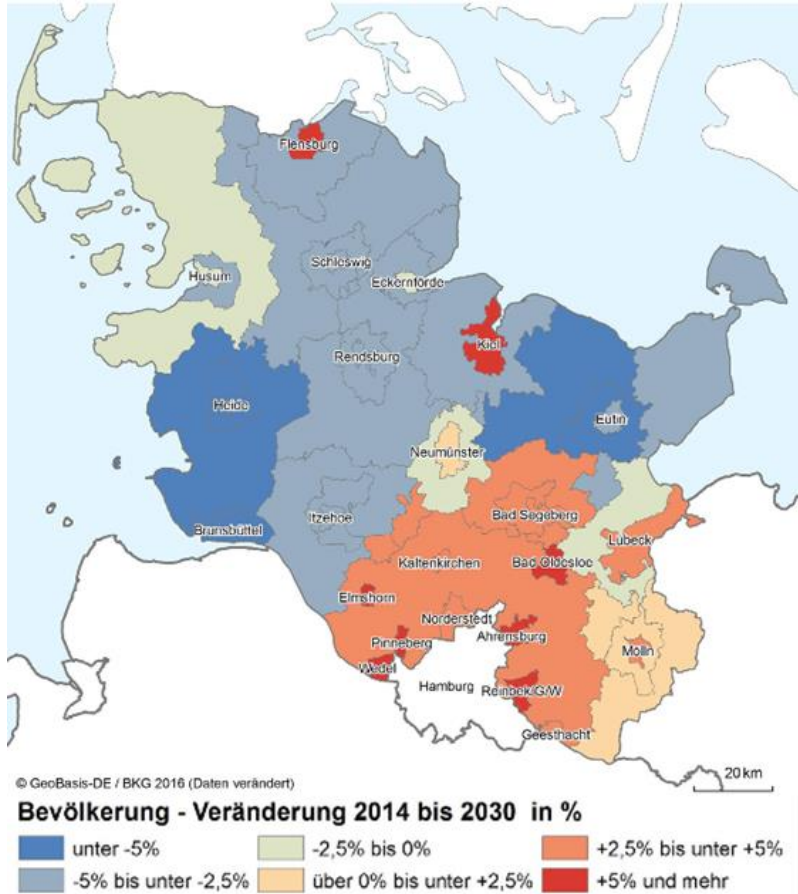 Flensburg
Husum
Schleswig
Eckernförde
Kiel
Rendsburg
Heide
Eutin
Neumünster
Brunsbüttel
Itzehoe
Bad Segeberg
Lübeck
Kaltenkirchen
Bad Oldesloe
Elmshorn
Norderstedt
Ahrensburg
Pinneberg
Mölln
Wedel
Hamburg
Reinbek/G/W
Geesthacht
20 km
© GeoBasis-DE / BKG 2016 (Daten verändert)
Bevölkerung - Veränderung 2014 bis 2030 in %
unter -5%
-2,5% bis 0%
+2,5% bis unter +5%
-5% bis unter -2,5%
über 0% bis unter +2,5%
+5% und mehr